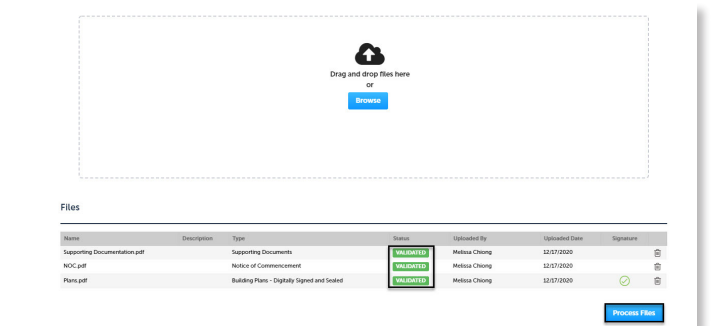 Drag and drop files here
or
Browse
Files
Name Description Type Status Uploaded By Uploaded Date Signature
Supporting Documentation.pdf Supporting Documents VALIDATED Melissa Chiong 12/17/2020
NOC.pdf Notice of Commencement VALIDATED Melissa Chiong 12/17/2020
Plans.pdf Building Plans - Digitally Signed and Sealed VALIDATED Melissa Chiong 12/17/2020
Process Files